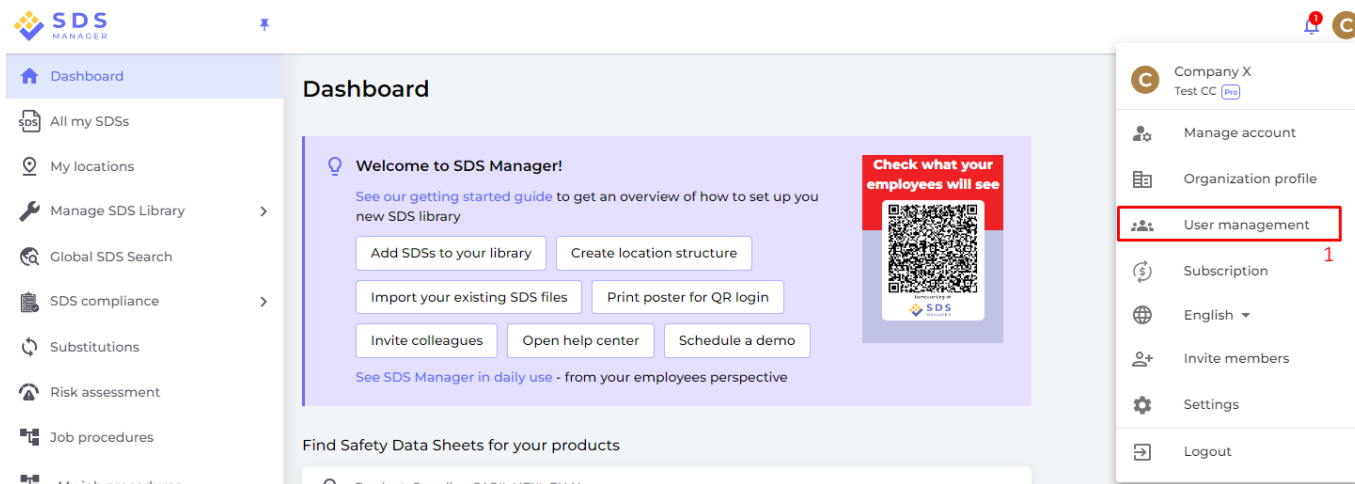 SDS
MANAGER
1
C
Dashboard
SDS
All my SDSs
My locations
Manage SDS Library
Global SDS Search
SDS compliance
Substitutions
Risk assessment
Job procedures
Dashboard
Welcome to SDS Manager!
See our getting started guide to get an overview of how to set up you
new SDS library
Add SDSs to your library
Create location structure
Import your existing SDS files
Print poster for QR login
Invite colleagues
Open help center
Schedule a demo
See SDS Manager in daily use - from your employees perspective
Check what your
employees will see
SDS
MANAGER
Find Safety Data Sheets for your products
C
Company X
Test CC Pro
Manage account
Organization profile
User management
1
Subscription
English
Invite members
Settings
Logout